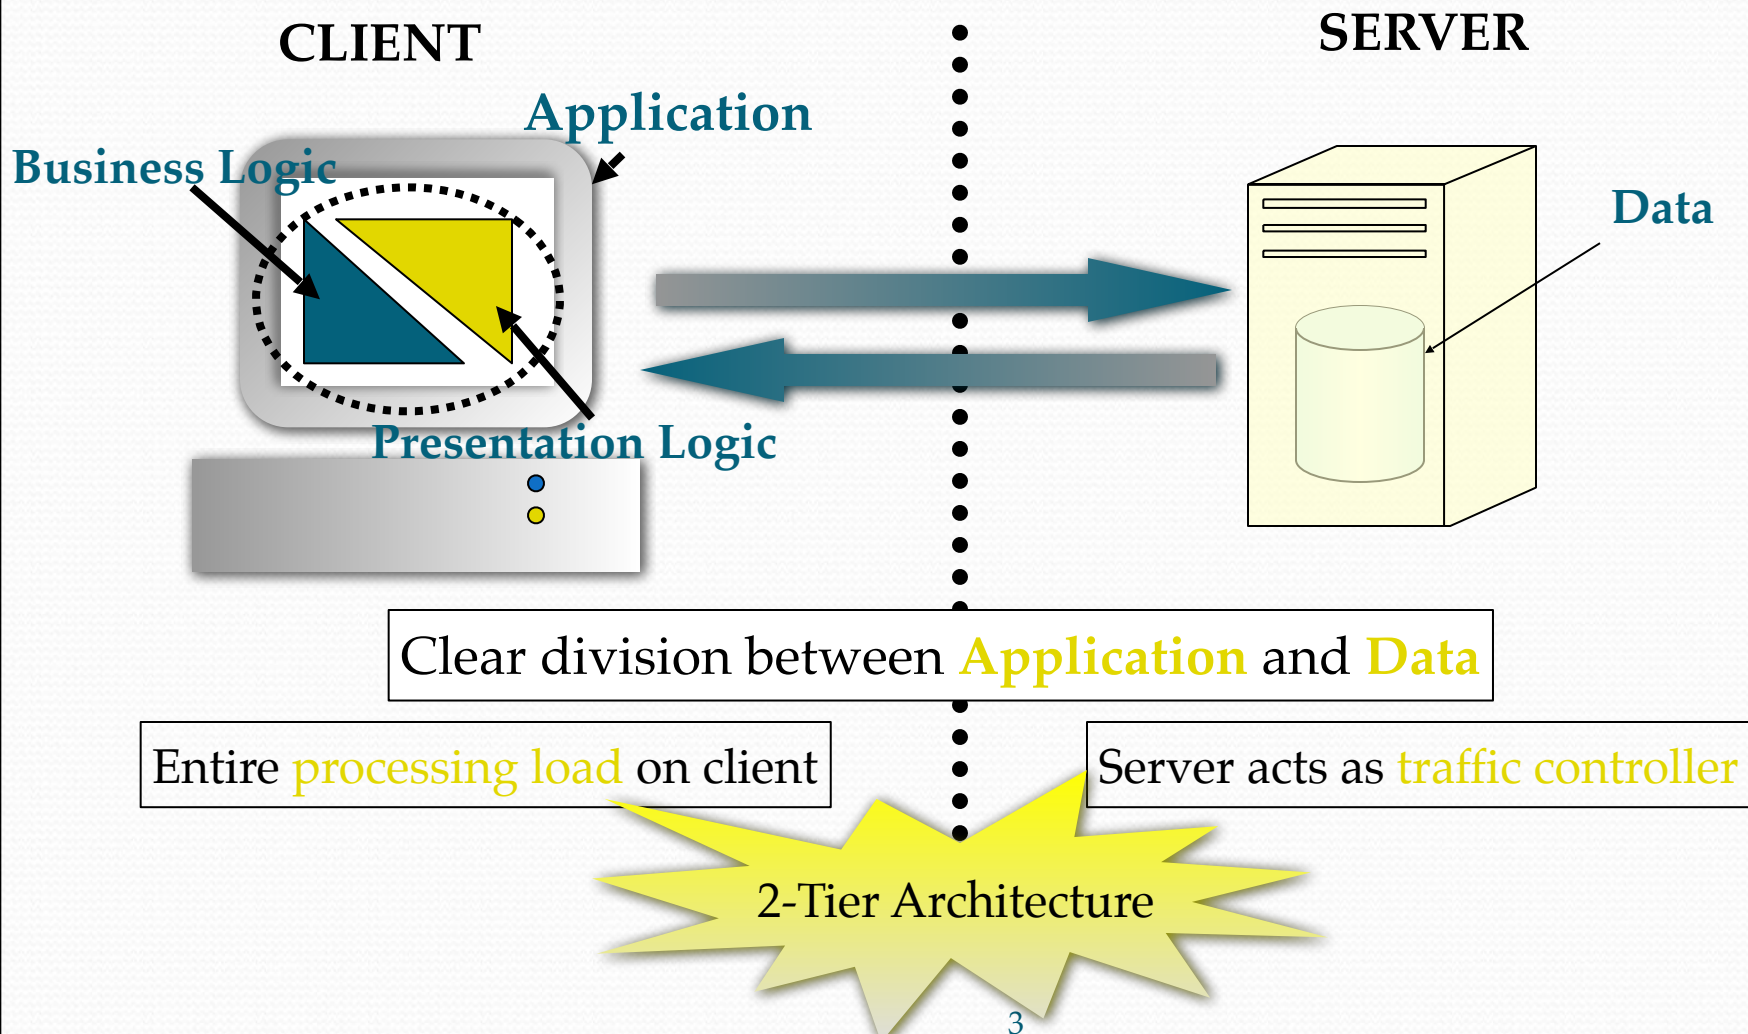 CLIENT
SERVER
Application
Business Logic
Data
Presentation Logic
Clear division between Application and Data
Entire processing load on client
Server acts as traffic controller
2-Tier Architecture
3